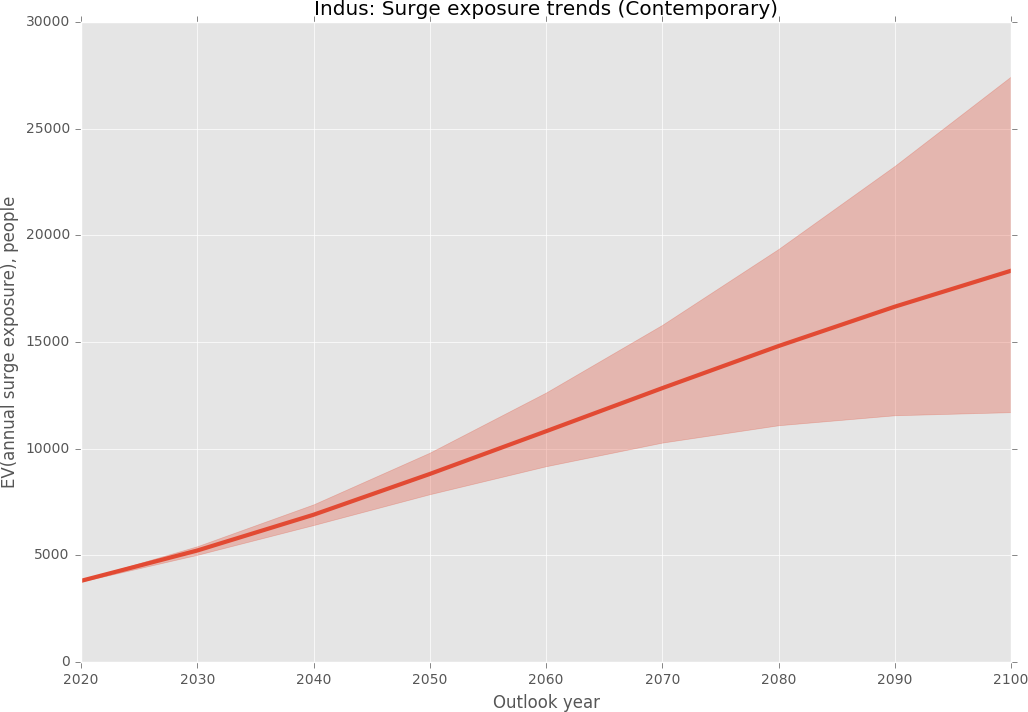 Indus: Surge exposure trends (Contemporary)
30000
25000
20000
15000
10000
5000
0
EV(annual surge exposure), people
2020 2030 2040 2050 2060 2070 2080 2090 2100
Outlook year